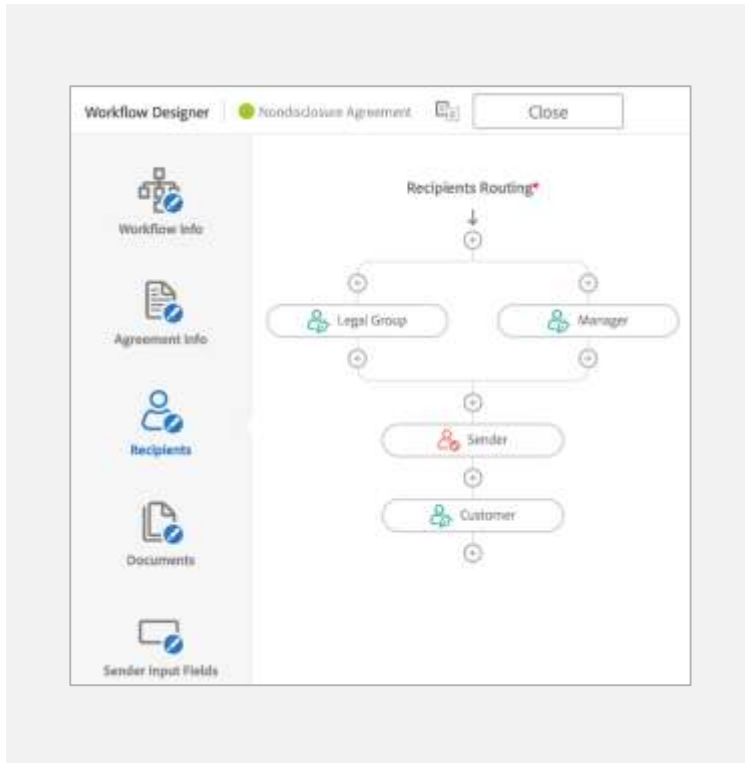 Workflow Designer
Nondisclosure Agreement
Close
Workflow Info
Agreement Info
Recipients
Documents
Sender Input Fields
Recipients Routing*
Legal Group
Manager
Sender
Customer